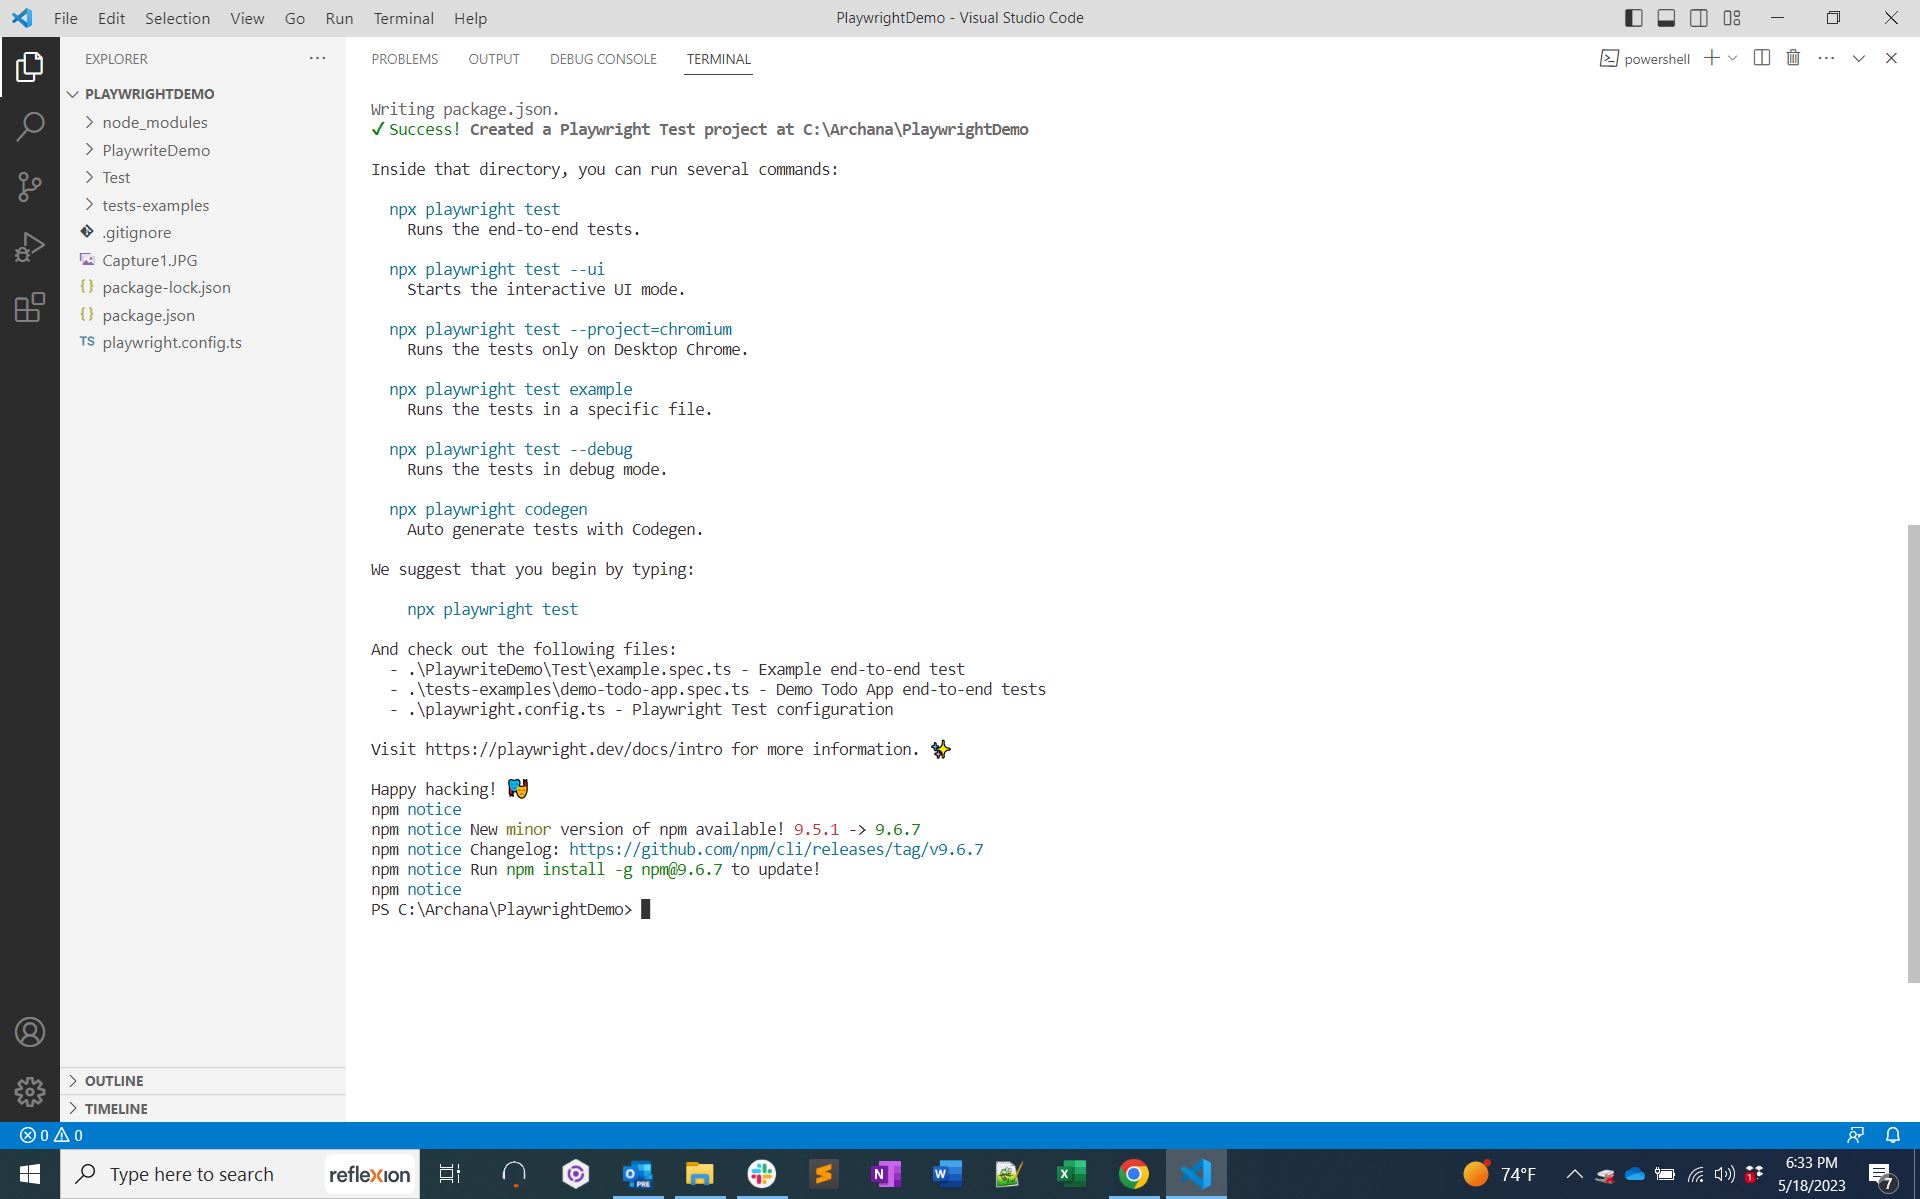 File Edit Selection View Go Run Terminal Help
PlaywrightDemo - Visual Studio Code
EXPLORER
PLAYWRIGHTDEMO
node_modules
PlaywriteDemo
Test
tests-examples
.gitignore
Capture1.JPG
{} package-lock.json
{} package.json
TS playwright.config.ts
OUTLINE
TIMELINE
PROBLEMS OUTPUT DEBUG CONSOLE TERMINAL
powershell
Writing package.json.
✓ Success! Created a Playwright Test project at C:\Archana\PlaywrightDemo
Inside that directory, you can run several commands:
npx playwright test
Runs the end-to-end tests.
npx playwright test --ui
Starts the interactive UI mode.
npx playwright test --project=chromium
Runs the tests only on Desktop Chrome.
npx playwright test example
Runs the tests in a specific file.
npx playwright test --debug
Runs the tests in debug mode.
npx playwright codegen
Auto generate tests with Codegen.
We suggest that you begin by typing:
npx playwright test
And check out the following files:
- .\PlaywriteDemo\Test\example.spec.ts - Example end-to-end test
- .\tests-examples\demo-todo-app.spec.ts - Demo Todo App end-to-end tests
- .\playwright.config.ts - Playwright Test configuration
Visit https://playwright.dev/docs/intro for more information. ✨
Happy hacking! 🎭
npm notice
npm notice New minor version of npm available! 9.5.1 -> 9.6.7
npm notice Changelog: https://github.com/npm/cli/releases/tag/v9.6.7
npm notice Run npm install -g npm@9.6.7 to update!
npm notice
PS C:\Archana\PlaywrightDemo>
0 0
Type here to search
reflexion
PRE
N
W
X
74°F
1
6:33 PM
5/18/2023
7